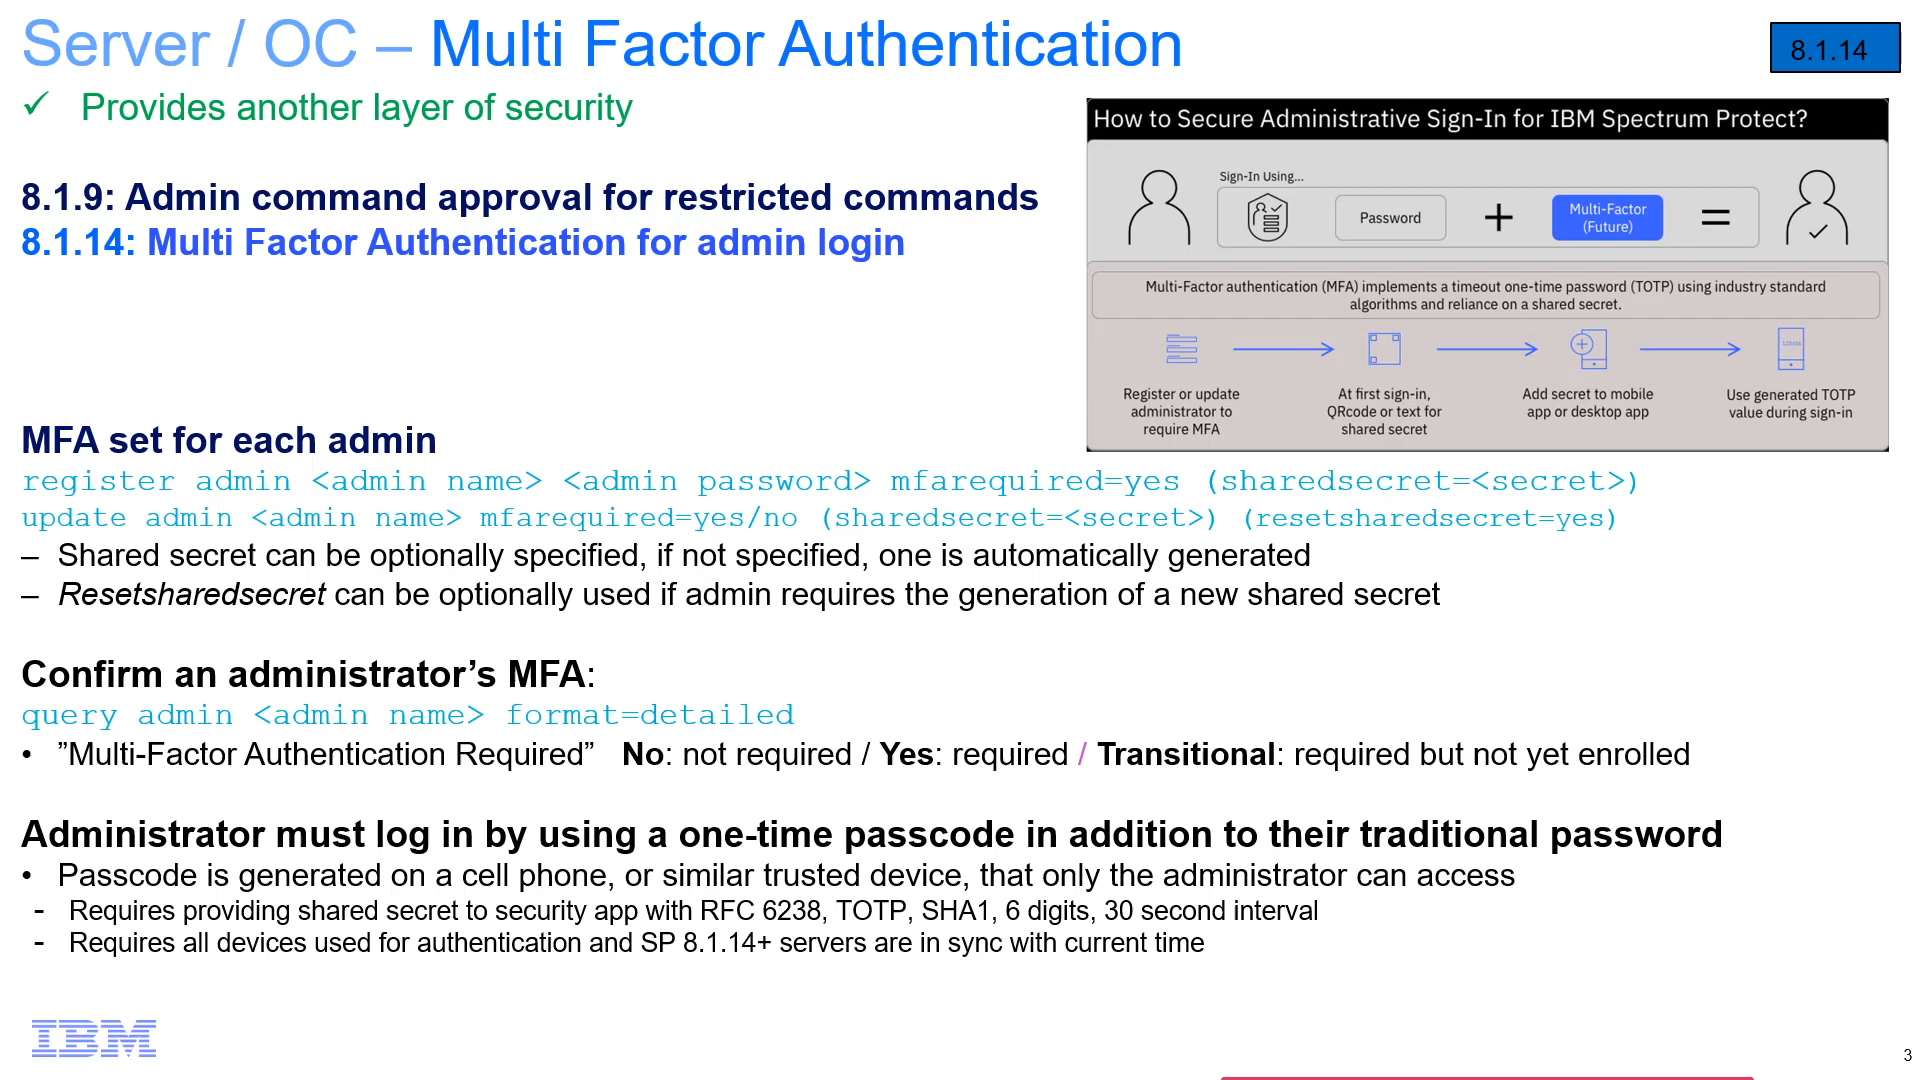 Server / OC – Multi Factor Authentication
8.1.14
✓ Provides another layer of security
8.1.9: Admin command approval for restricted commands
8.1.14: Multi Factor Authentication for admin login
How to Secure Administrative Sign-In for IBM Spectrum Protect?
Sign-In Using...
Password
+
Multi-Factor
(Future)
=
Multi-Factor authentication (MFA) implements a timeout one-time password (TOTP) using industry standard
algorithms and reliance on a shared secret.
Register or update
administrator to
require MFA
At first sign-in,
QRcode or text for
shared secret
Add secret to mobile
app or desktop app
123456
Use generated TOTP
value during sign-in
MFA set for each admin
register admin <admin name> <admin password> mfarequired=yes (sharedsecret=<secret>)
update admin <admin name> mfarequired=yes/no (sharedsecret=<secret>) (resetsharedsecret=yes)
– Shared secret can be optionally specified, if not specified, one is automatically generated
– Resetsharedsecret can be optionally used if admin requires the generation of a new shared secret
Confirm an administrator’s MFA:
query admin <admin name> format=detailed
• ”Multi-Factor Authentication Required” No: not required / Yes: required / Transitional: required but not yet enrolled
Administrator must log in by using a one-time passcode in addition to their traditional password
• Passcode is generated on a cell phone, or similar trusted device, that only the administrator can access
- Requires providing shared secret to security app with RFC 6238, TOTP, SHA1, 6 digits, 30 second interval
- Requires all devices used for authentication and SP 8.1.14+ servers are in sync with current time
IBM
3